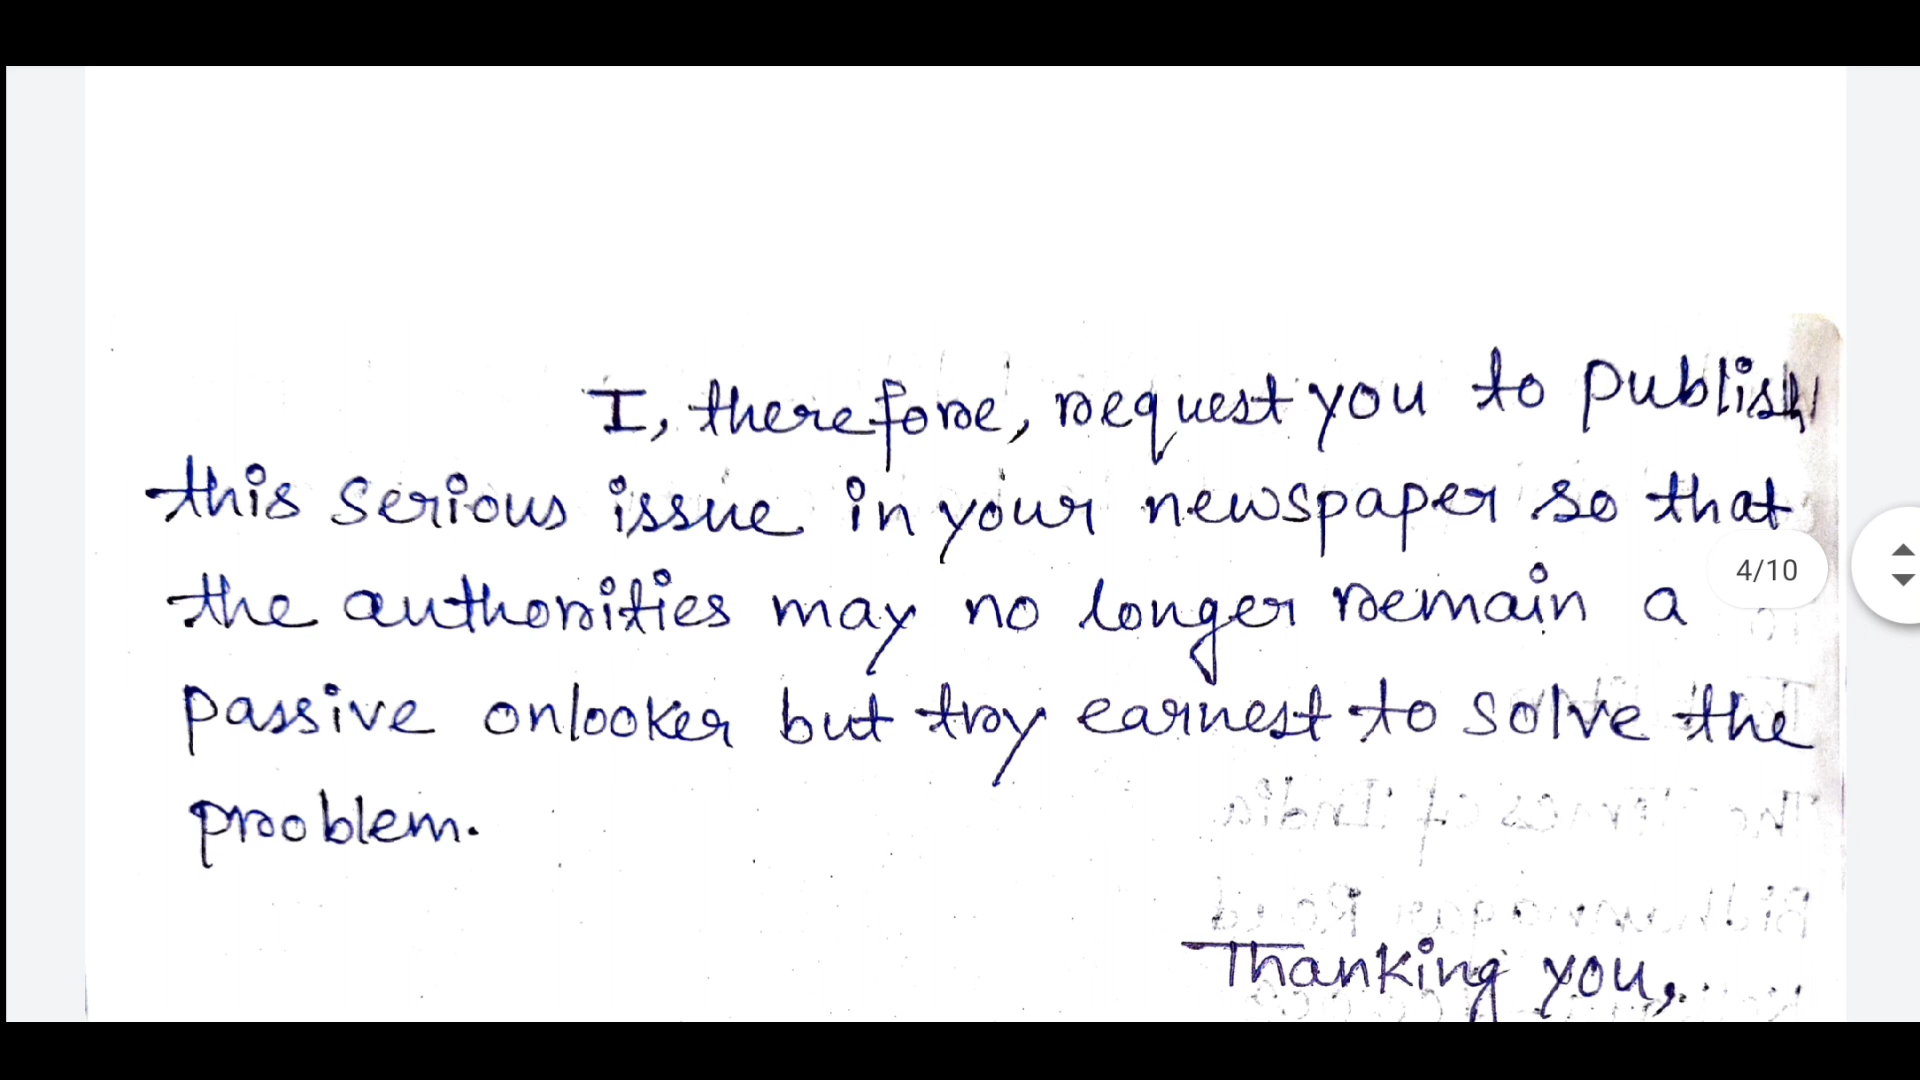 I, therefore, request you to publish
this serious issue in your newspaper so that
4/10
the authorities may no longer remain a
passive onlooker but try earnest to solve the
problem.
Thanking you,